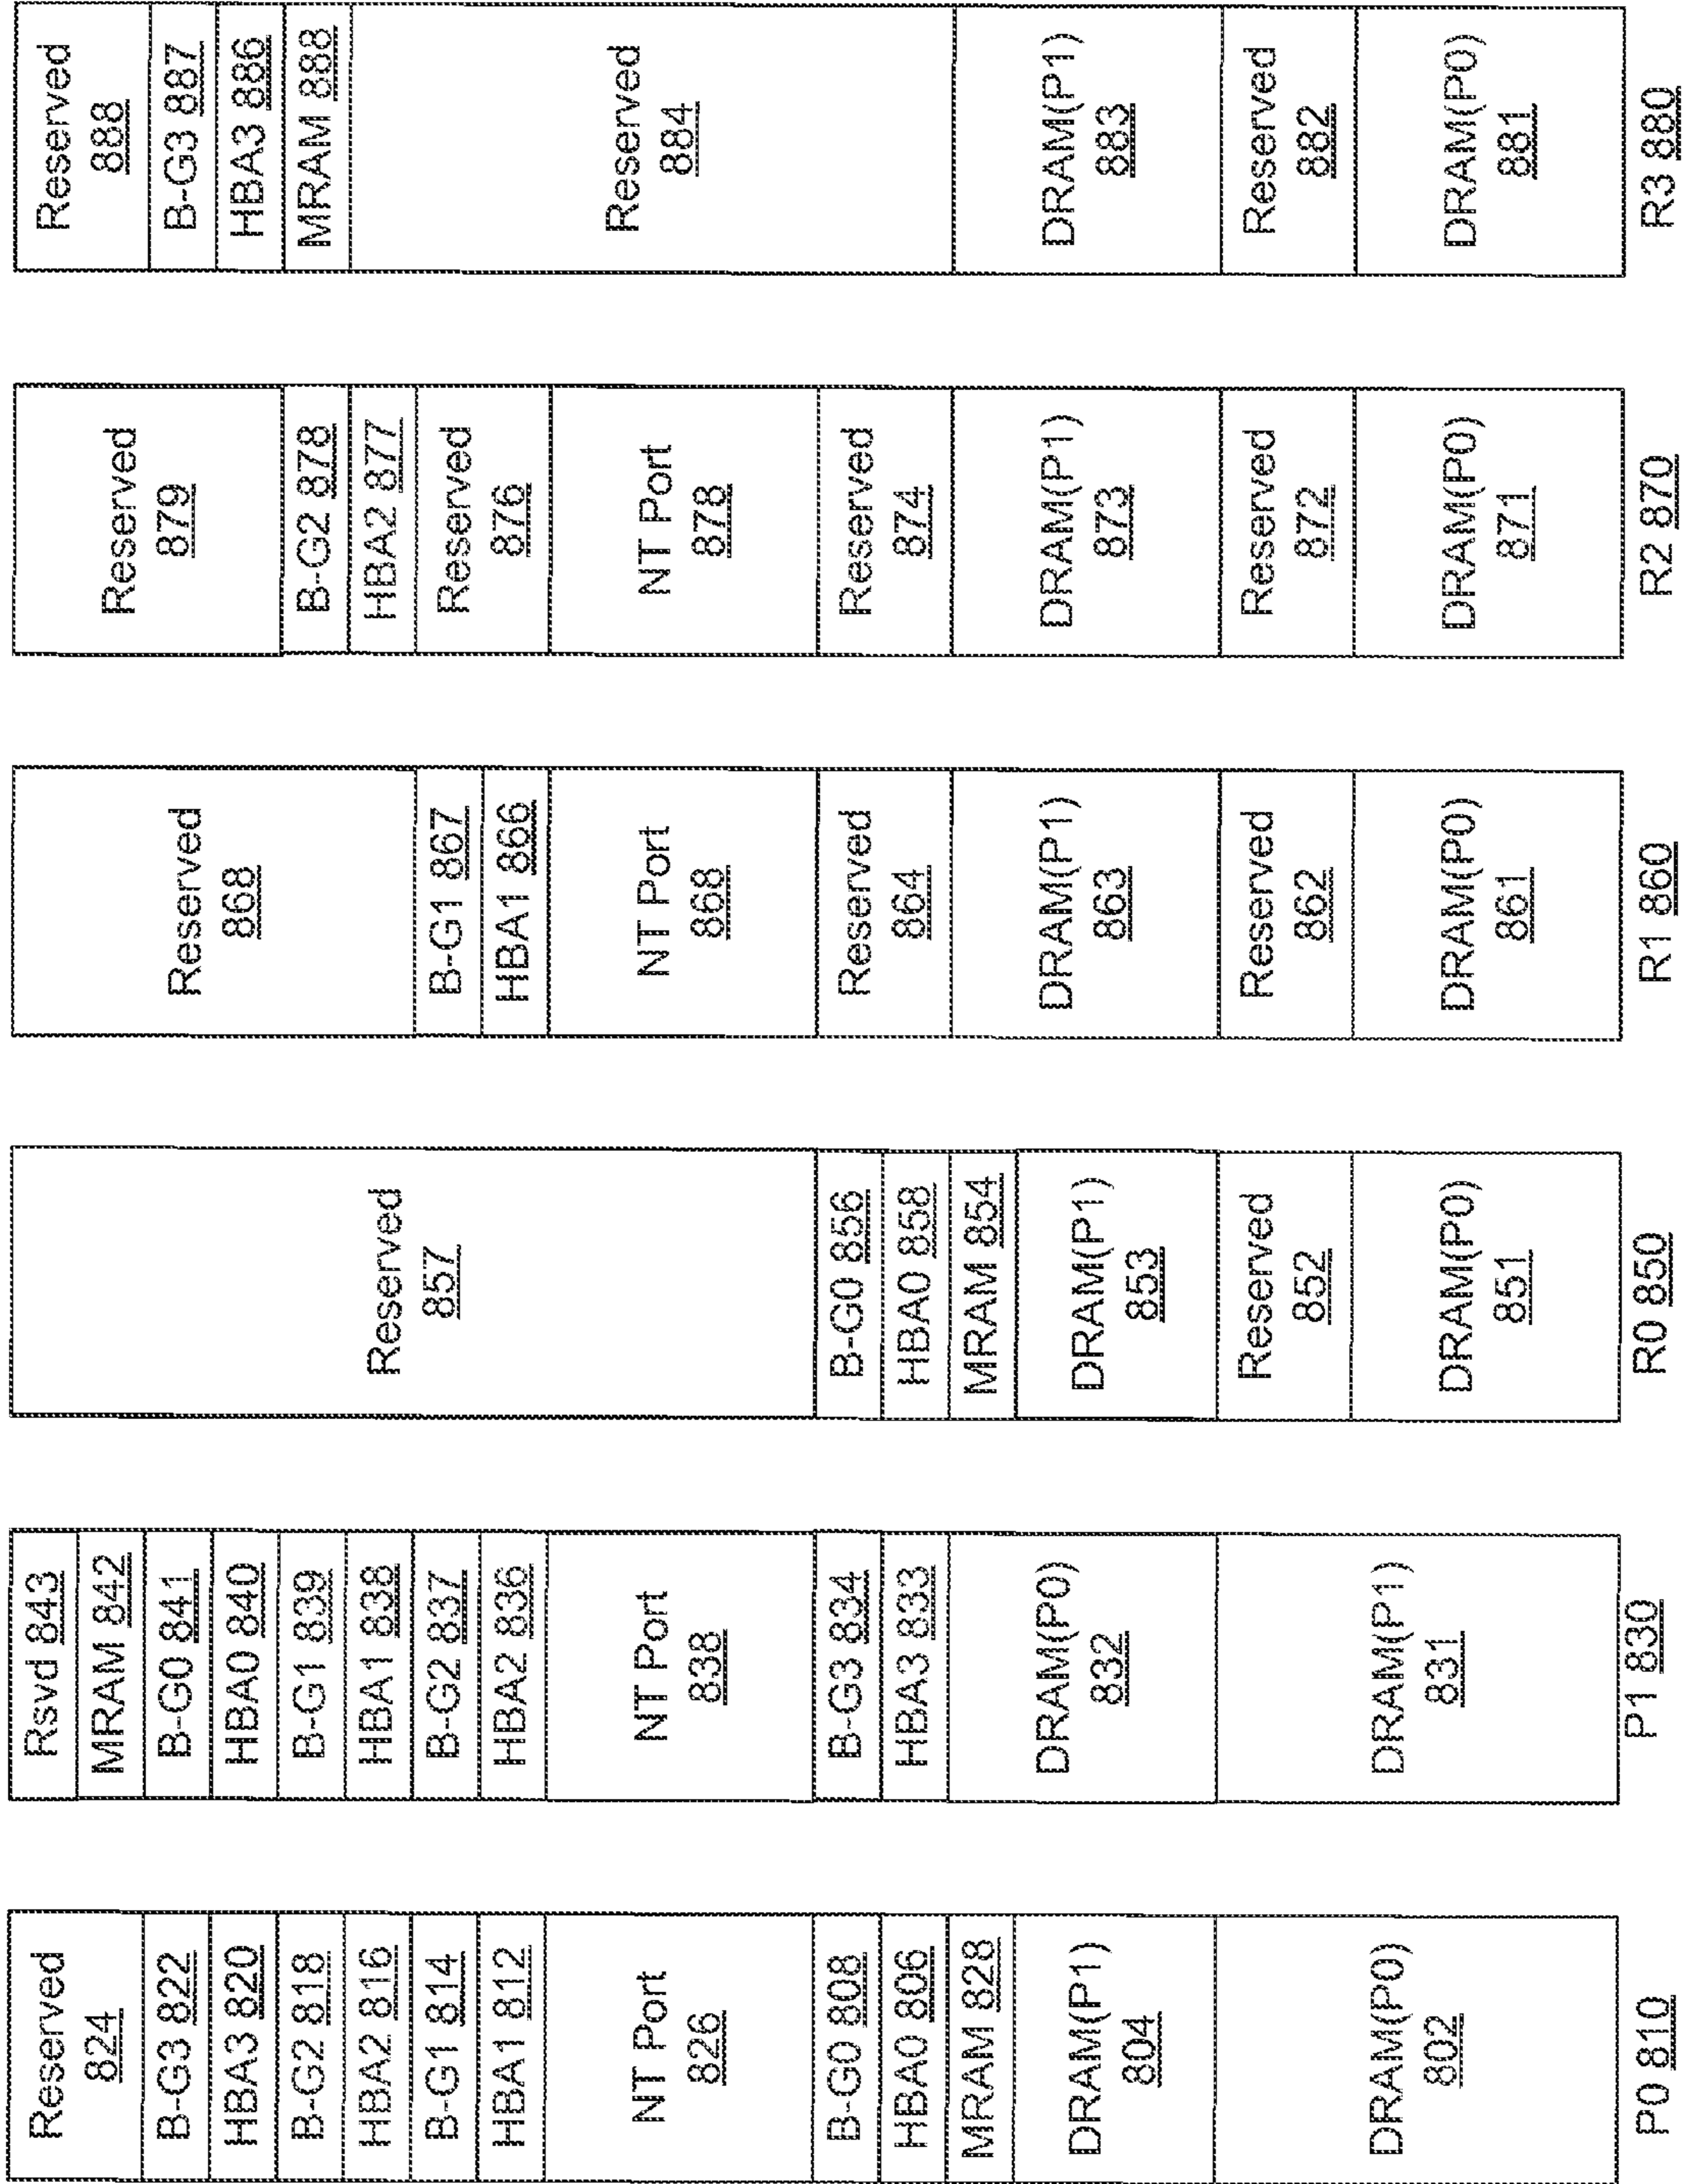 Reserved
824
B-G3 822
HBA3 820
B-G2 818
HBA2 816
B-G1 814
HBA1 812
NT Port
826
B-G0 808
HBA0 806
MRAM 828
DRAM(P1)
804
DRAM(P0)
802
P0 810
Rsvd 843
MRAM 842
B-G0 841
HBA0 840
B-G1 839
HBA1 838
B-G2 837
HBA2 836
NT Port
838
B-G3 834
HBA3 833
DRAM(P0)
832
DRAM(P1)
831
P1 830
Reserved
857
B-G0 856
HBA0 858
MRAM 854
DRAM(P1)
853
Reserved
852
DRAM(P0)
851
R0 850
Reserved
868
B-G1 867
HBA1 866
NT Port
868
Reserved
864
DRAM(P1)
863
Reserved
862
DRAM(P0)
861
R1 860
Reserved
879
B-G2 878
HBA2 877
Reserved
876
NT Port
878
Reserved
874
DRAM(P1)
873
Reserved
872
DRAM(P0)
871
R2 870
Reserved
888
B-G3 887
HBA3 886
MRAM 888
Reserved
884
DRAM(P1)
883
Reserved
882
DRAM(P0)
881
R3 880